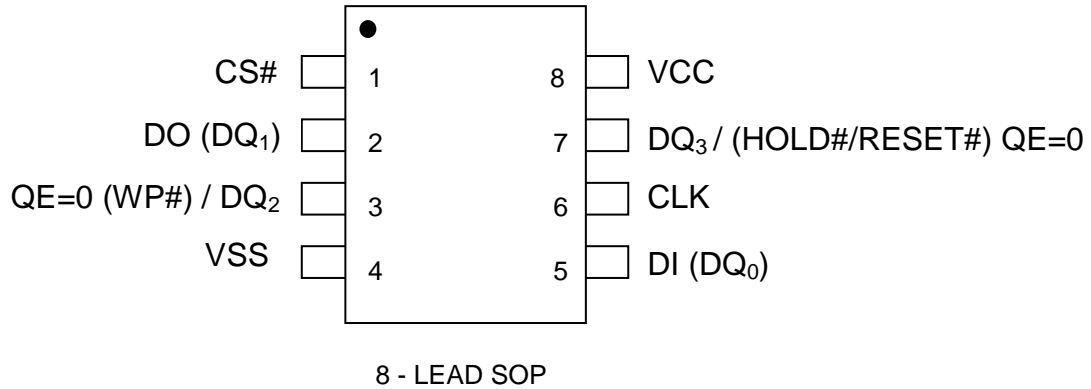 CS# 1 8 VCC
DO (DQ₁) 2 7 DQ₃ / (HOLD#/RESET#) QE=0
QE=0 (WP#) / DQ₂ 3 6 CLK
VSS 4 5 DI (DQ₀)
8 - LEAD SOP